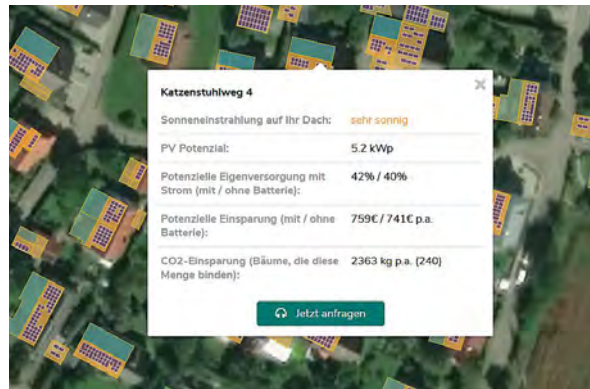 Katzenstuhlweg 4
Sonneneinstrahlung auf Ihr Dach: sehr sonnig
PV Potenzial: 5.2 kWp
Potenzielle Eigenversorgung mit 42% / 40%
Strom (mit / ohne Batterie):
Potenzielle Einsparung (mit / ohne 759€ / 741€ p.a.
Batterie):
CO2-Einsparung (Bäume, die diese 2363 kg p.a. (240)
Menge binden):
Jetzt anfragen